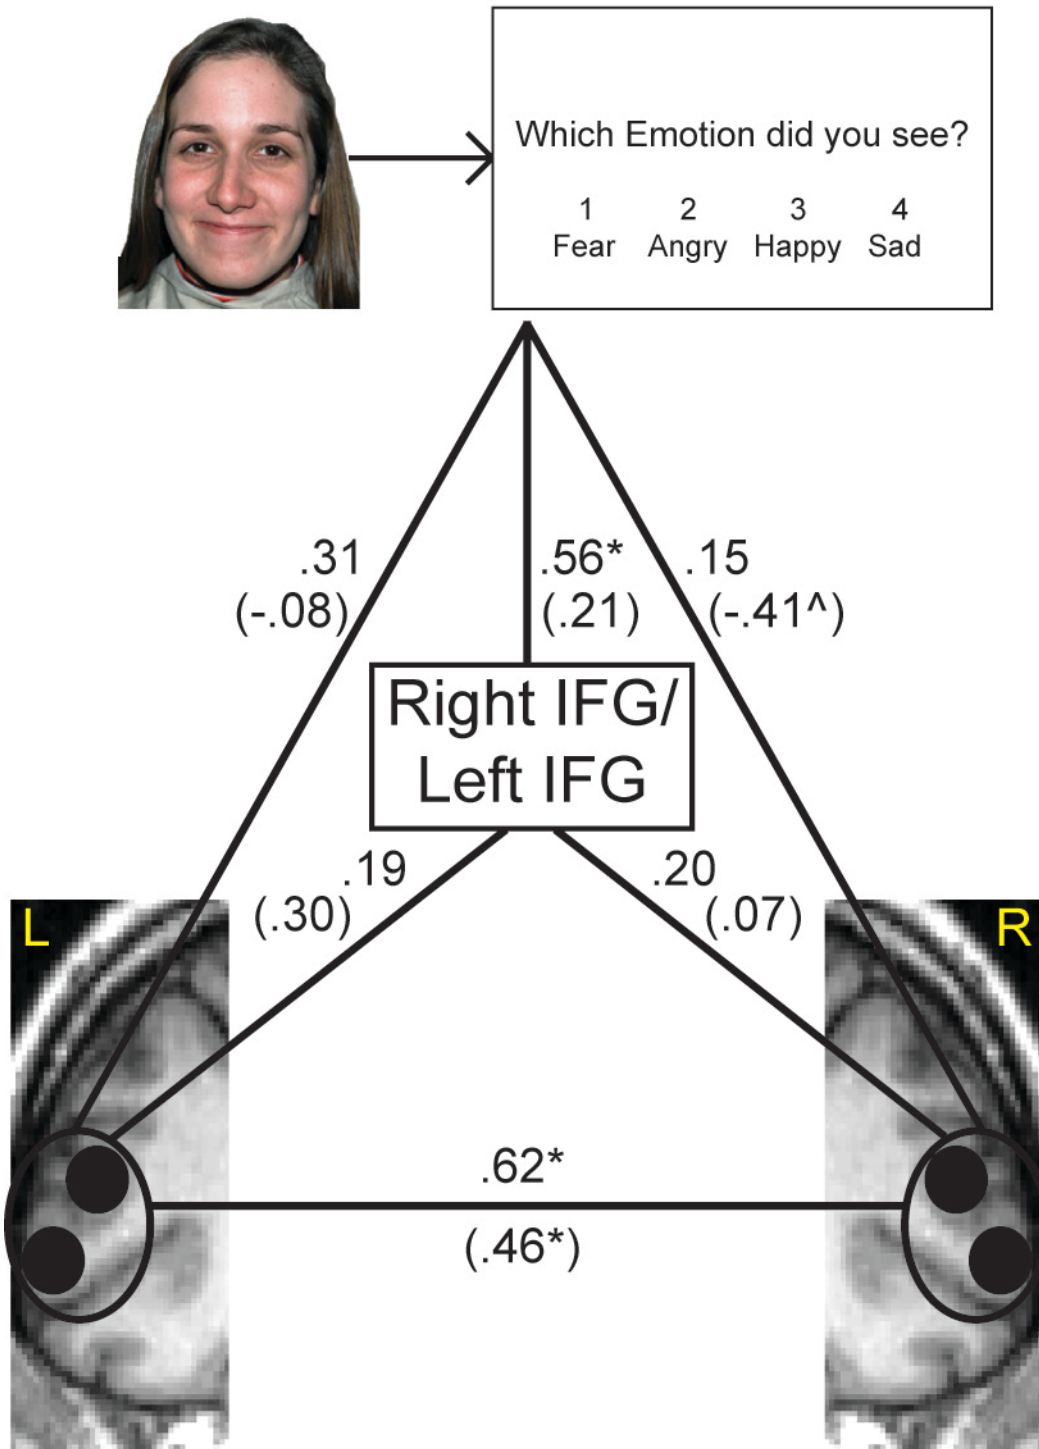 Which Emotion did you see?
1 2 3 4
Fear Angry Happy Sad
.31 .56* .15
(-.08) (.21) (-.41^)
Right IFG/
Left IFG
.19 .20
(.30) (.07)
L R
.62*
(.46*)